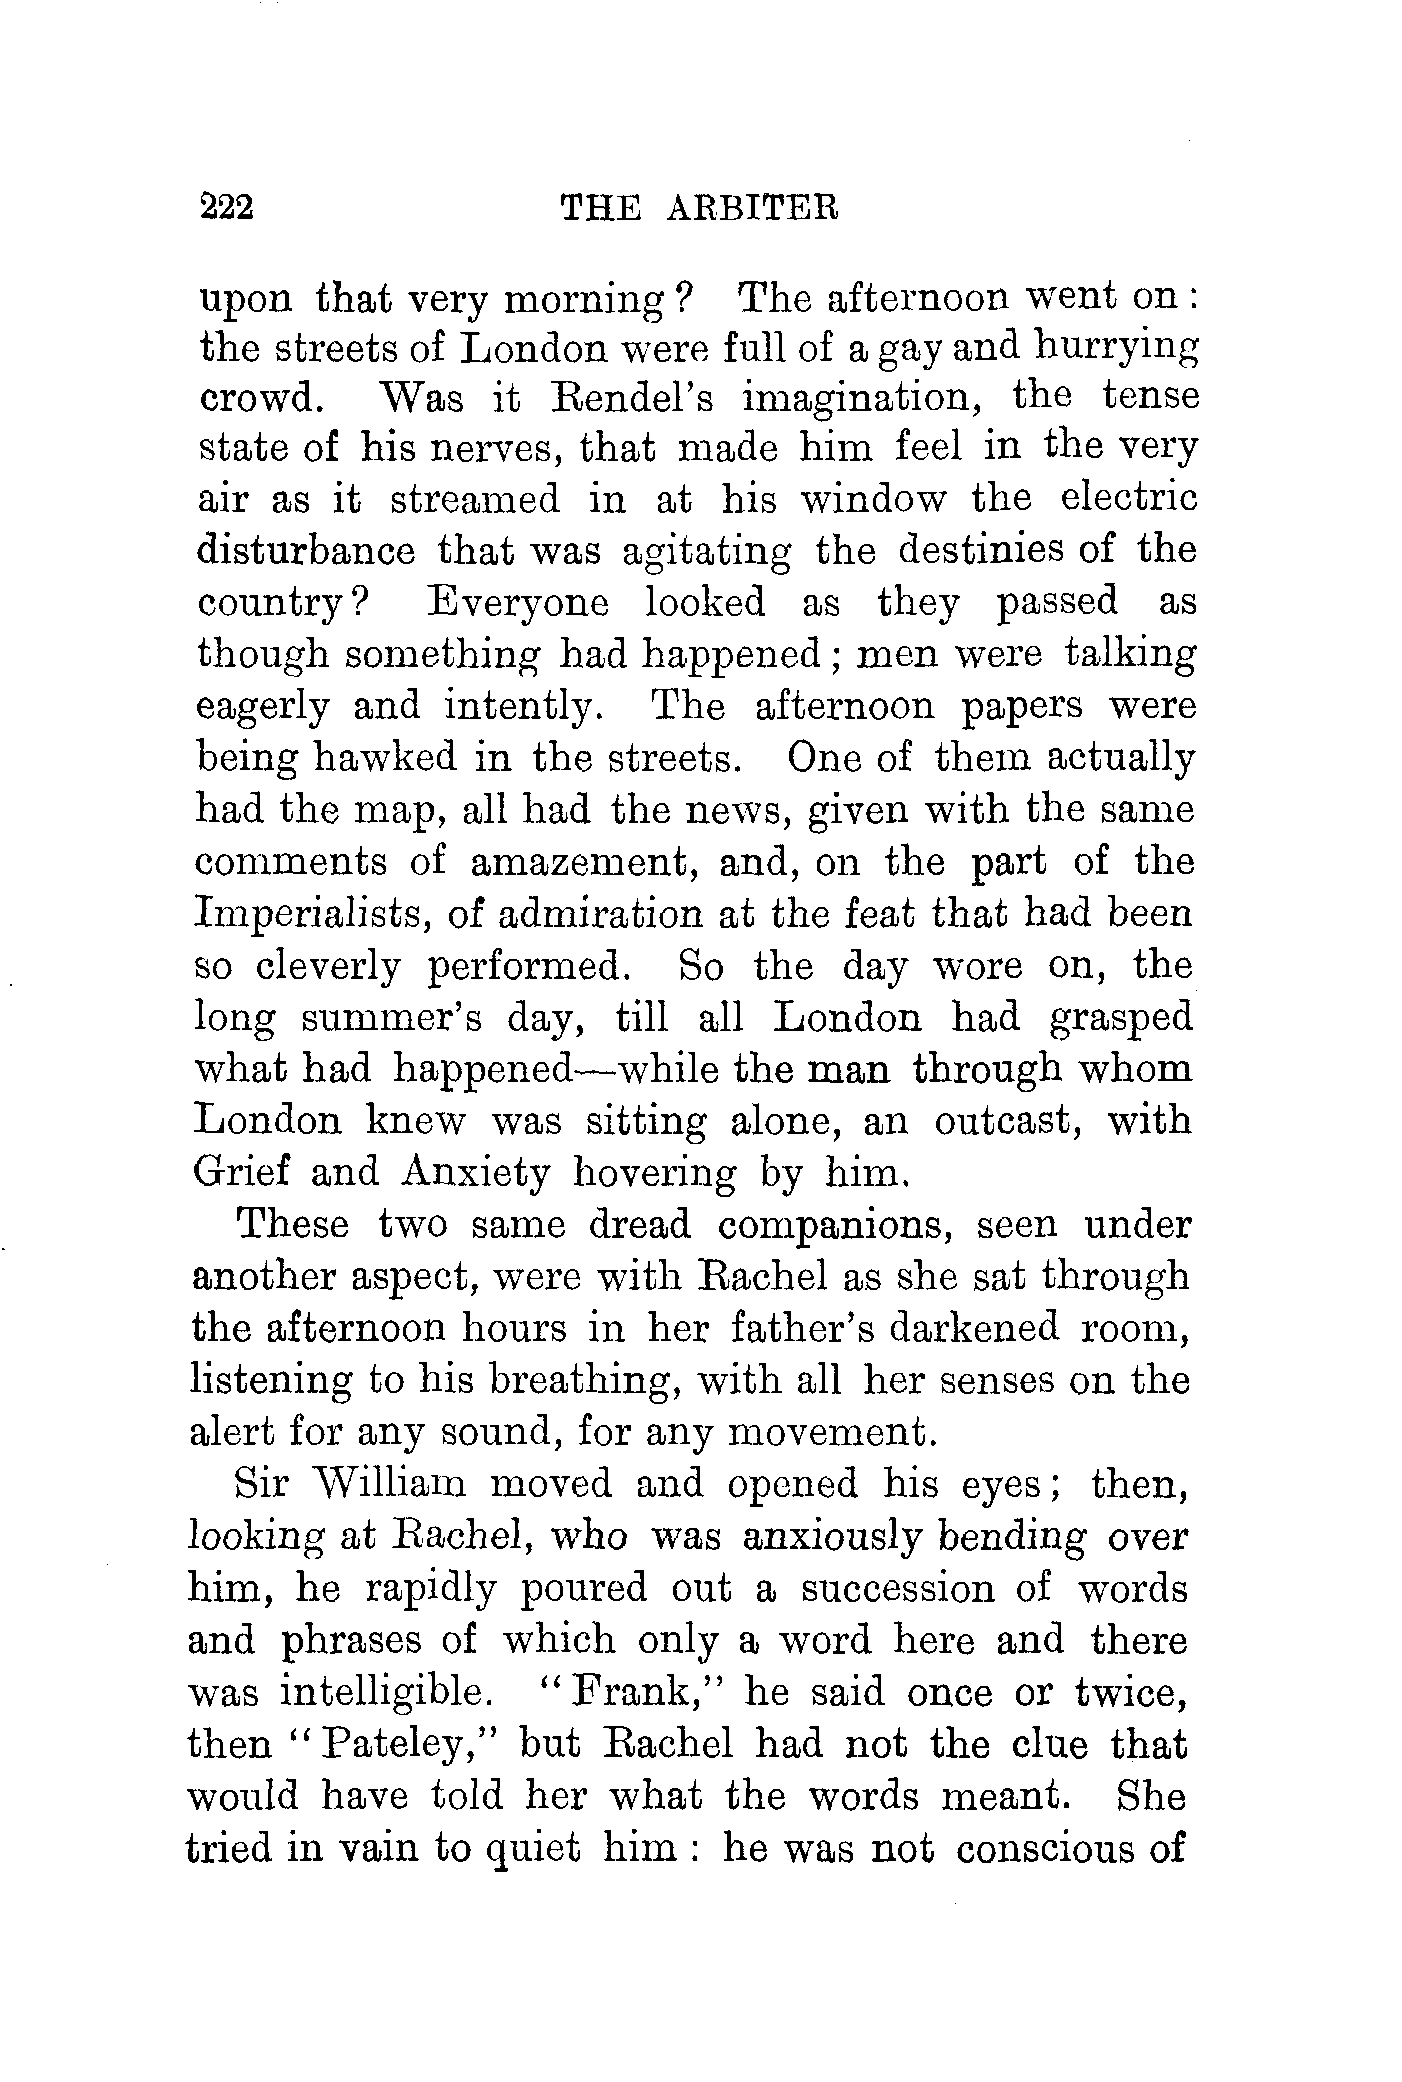 222 THE ARBITER
upon that very morning? The afternoon went on:
the streets of London were full of a gay and hurrying
crowd. Was it Rendel's imagination, the tense
state of his nerves, that made him feel in the very
air as it streamed in at his window the electric
disturbance that was agitating the destinies of the
country? Everyone looked as they passed as
though something had happened; men were talking
eagerly and intently. The afternoon papers were
being hawked in the streets. One of them actually
had the map, all had the news, given with the same
comments of amazement, and, on the part of the
Imperialists, of admiration at the feat that had been
so cleverly performed. So the day wore on, the
long summer's day, till all London had grasped
what had happened—while the man through whom
London knew was sitting alone, an outcast, with
Grief and Anxiety hovering by him.
These two same dread companions, seen under
another aspect, were with Rachel as she sat through
the afternoon hours in her father's darkened room,
listening to his breathing, with all her senses on the
alert for any sound, for any movement.
Sir William moved and opened his eyes; then,
looking at Rachel, who was anxiously bending over
him, he rapidly poured out a succession of words
and phrases of which only a word here and there
was intelligible. "Frank," he said once or twice,
then "Pateley," but Rachel had not the clue that
would have told her what the words meant. She
tried in vain to quiet him: he was not conscious of